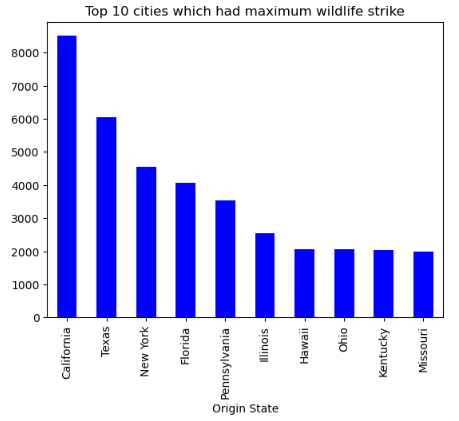 Top 10 cities which had maximum wildlife strike
8000
7000
6000
5000
4000
3000
2000
1000
0
California
Texas
New York
Florida
Pennsylvania
Illinois
Hawaii
Ohio
Kentucky
Missouri
Origin State